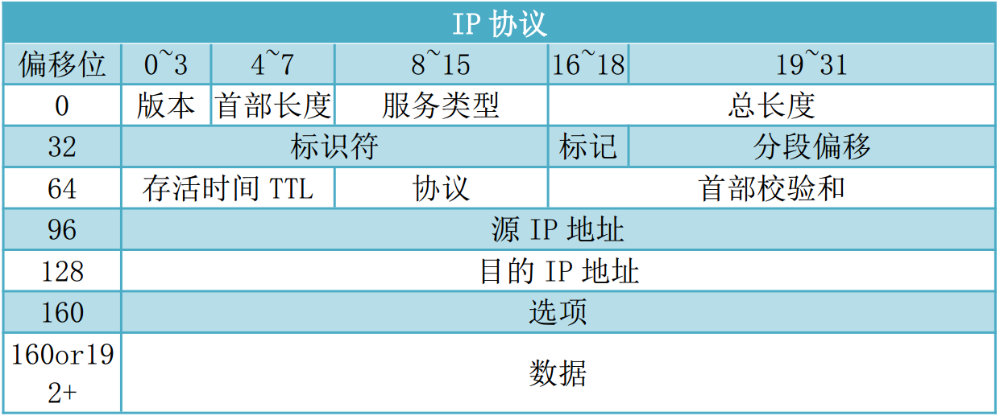 IP 协议
偏移位 0~3 4~7 8~15 16~18 19~31
0 版本 首部长度 服务类型 总长度
32 标识符 标记 分段偏移
64 存活时间 TTL 协议 首部校验和
96 源 IP 地址
128 目的 IP 地址
160 选项
160or19
2+ 数据